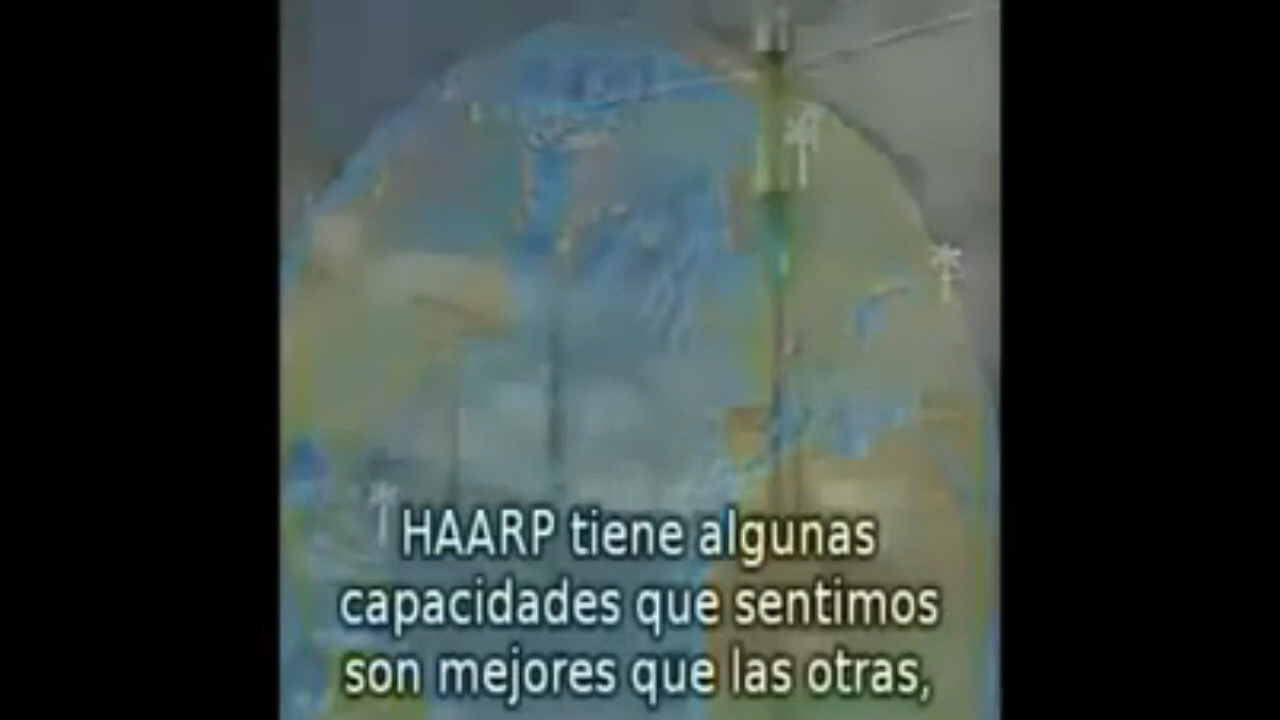 HAARP tiene algunas
capacidades que sentimos
son mejores que las otras,